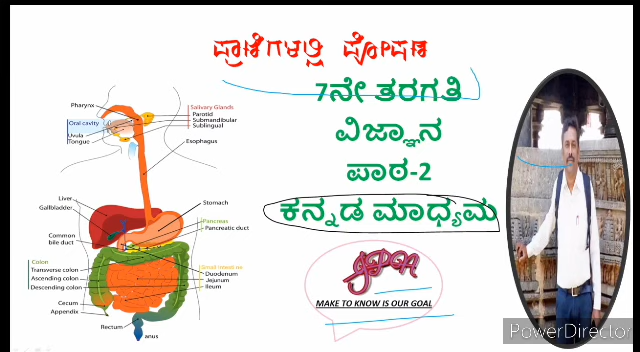 ಪ್ರಾಣಿಗಳಲ್ಲಿ ಪೋಷಣೆ
7ನೇ ತರಗತಿ
ವಿಜ್ಞಾನ
ಪಾಠ-2
ಕನ್ನಡ ಮಾಧ್ಯಮ
MAKE TO KNOW IS OUR GOAL
Pharynx
Oral cavity
Uvula
Tongue
Salivary Glands
Parotid
Submandibular
Sublingual
Esophagus
Liver
Gallbladder
Common
bile duct
Stomach
Pancreas
Pancreatic duct
Colon
Transverse colon
Ascending colon
Descending colon
Cecum
Appendix
Small intestine
Duodenum
Jejunum
Ileum
Rectum
anus
PowerDirector